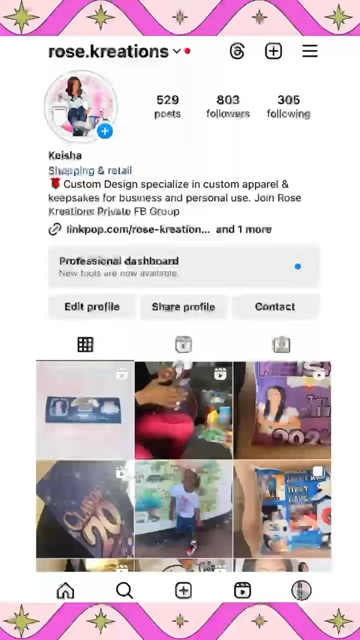 rose.kreations
529
803
305
posts
followers
following
Keisha
Shopping & retail
Custom Design specialize in custom apparel &
keepsakes for business and personal use. Join Rose
Kreations Private FB Group
linkpop.com/rose-kreation... and 1 more
Professional dashboard
New tools are now available.
Edit profile
Share profile
Contact